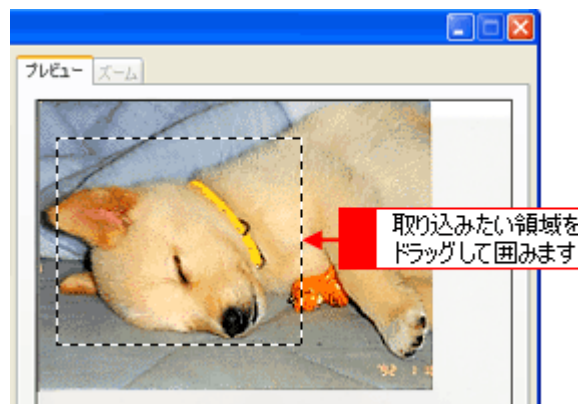 プレビュー ズーム
取り込みたい領域を
ドラッグして囲みます